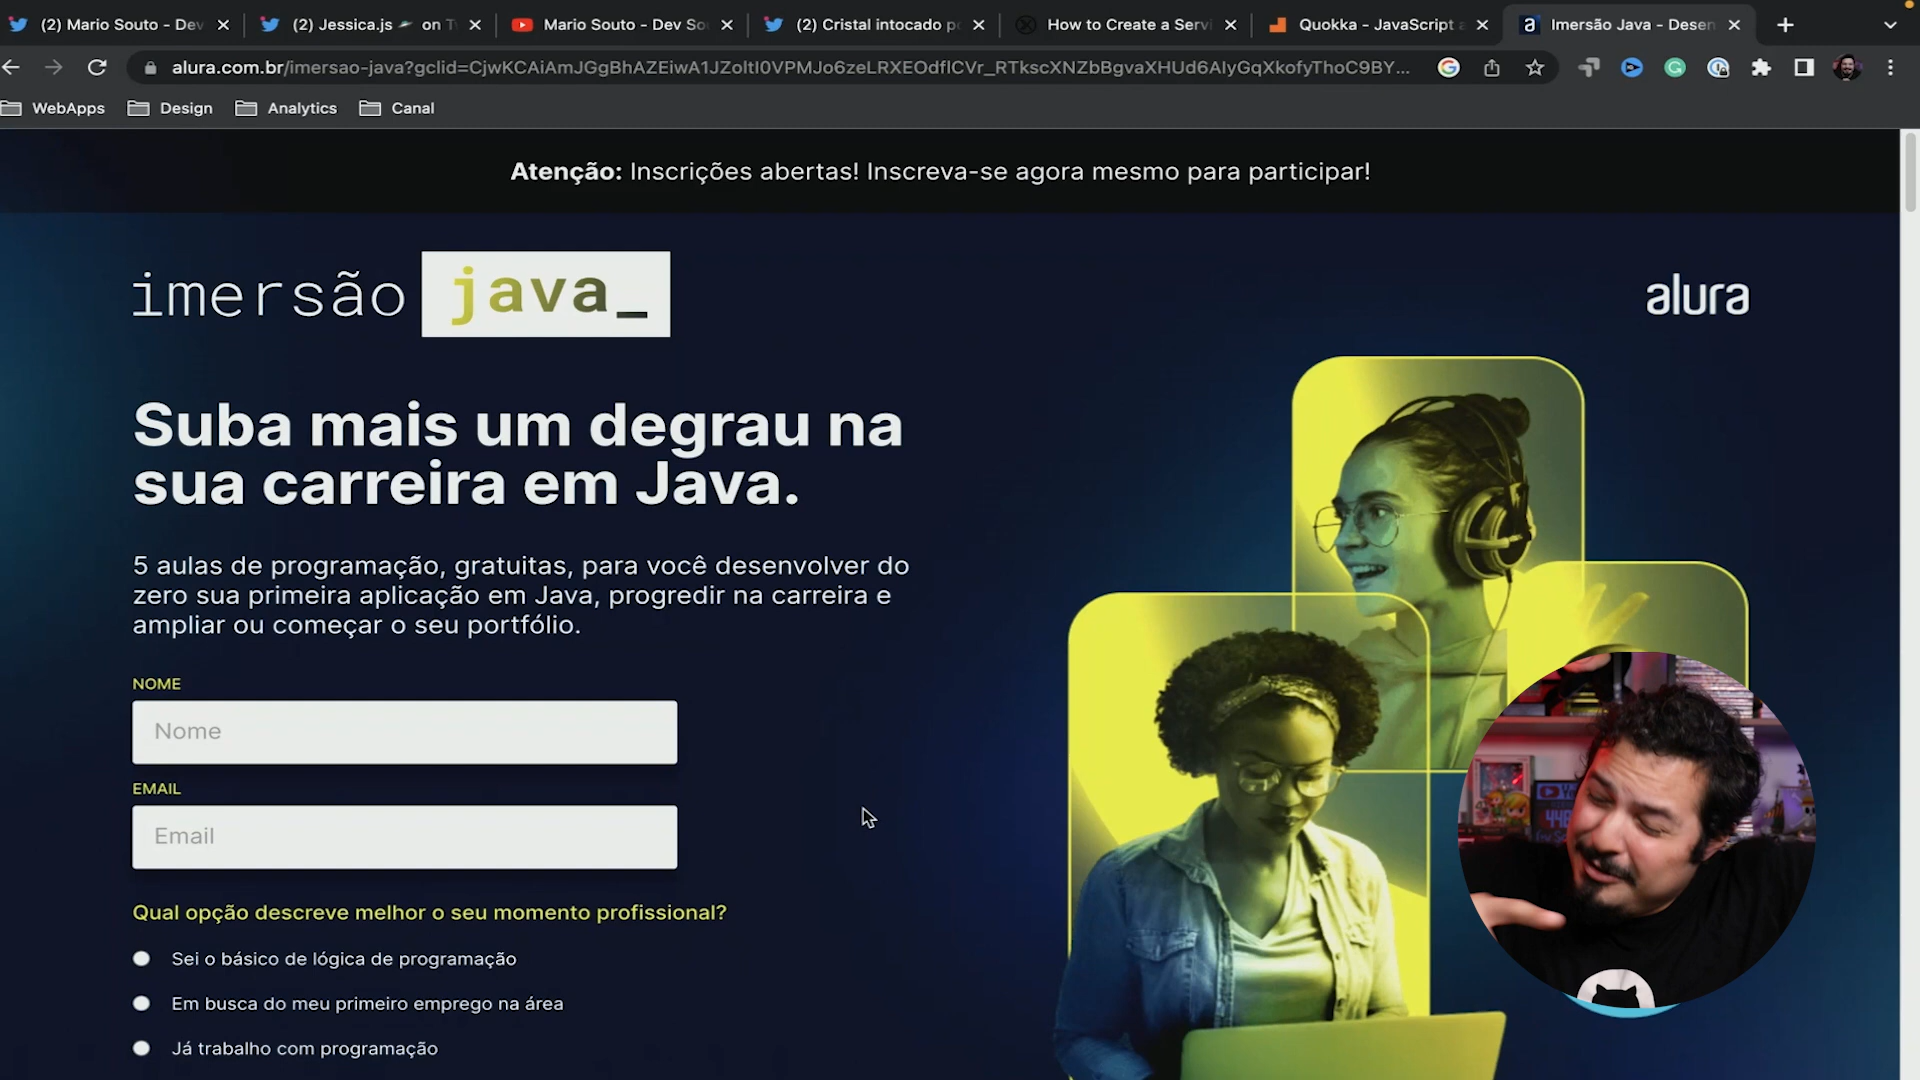 (2) Mario Souto - Dev
(2) Jessica.js on
Mario Souto - Dev
(2) Cristal intocado
How to Create a Servi
Quokka - JavaScript
Imersão Java - Desen
alura.com.br/imersao-java?gclid=CjwKCAiAmJGgBhAZEiwA1JZoltI0VPMJo6zeLRXEOdflCVr_RTkscXNZbBgvaXHUd6AIyGqXkofyThoC9BY...
WebApps
Design
Analytics
Canal
Atenção: Inscrições abertas! Inscreva-se agora mesmo para participar!
imersão java_
alura
Suba mais um degrau na
sua carreira em Java.
5 aulas de programação, gratuitas, para você desenvolver do
zero sua primeira aplicação em Java, progredir na carreira e
ampliar ou começar o seu portfólio.
NOME
Nome
EMAIL
Email
Qual opção descreve melhor o seu momento profissional?
Sei o básico de lógica de programação
Em busca do meu primeiro emprego na área
Já trabalho com programação